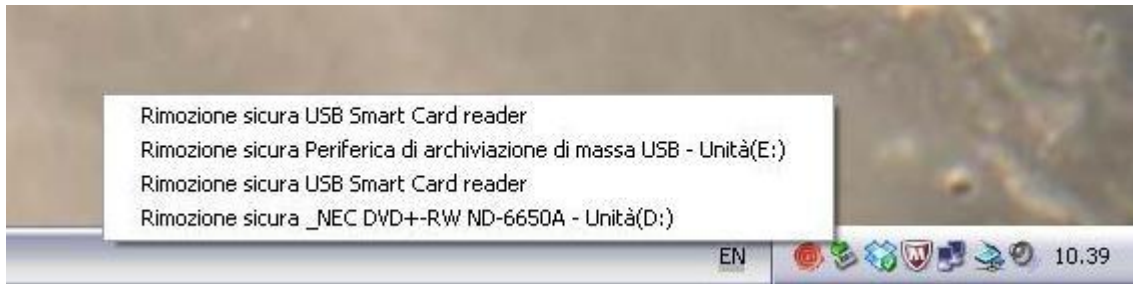 Rimozione sicura USB Smart Card reader
Rimozione sicura Periferica di archiviazione di massa USB - Unità(E:)
Rimozione sicura USB Smart Card reader
Rimozione sicura _NEC DVD+-RW ND-6650A - Unità(D:)
EN 10.39